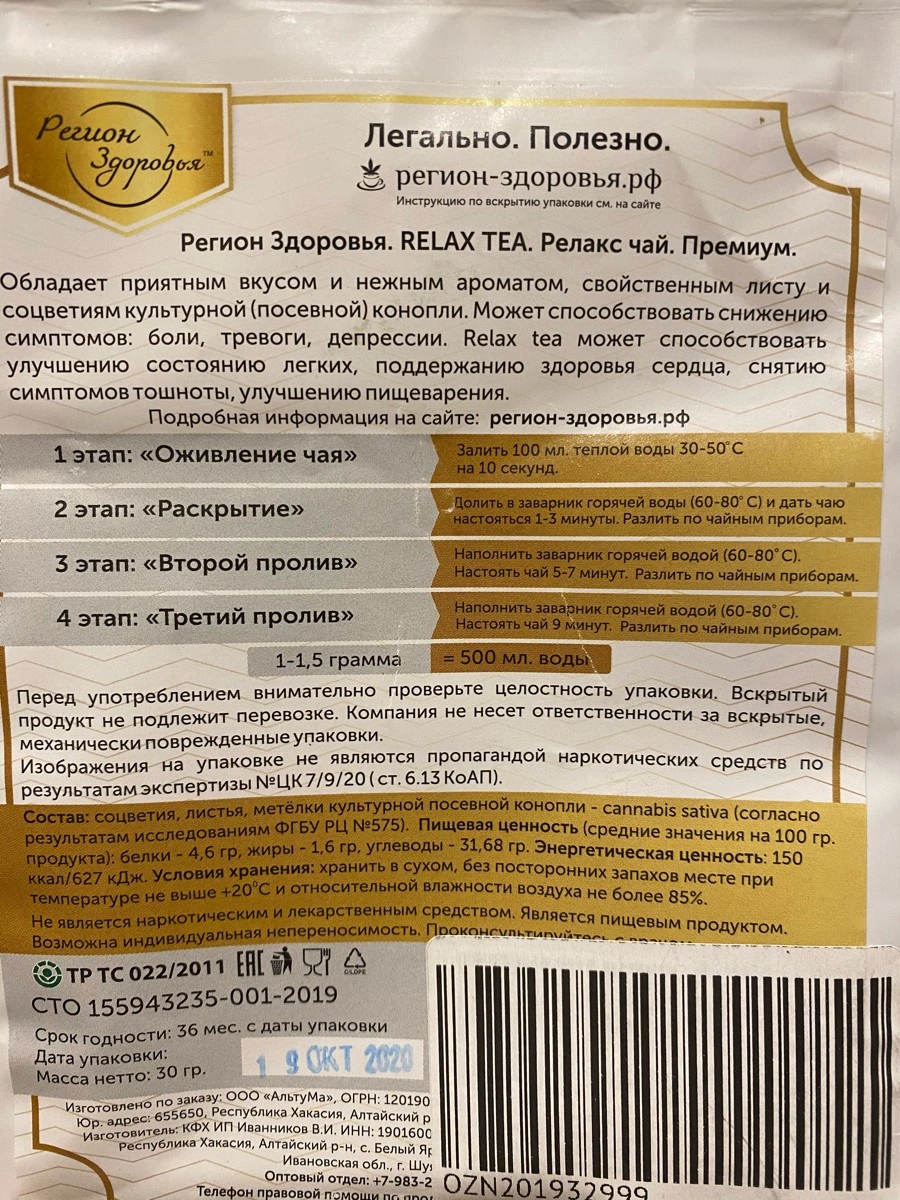 Регион
Здоровья™
Легально. Полезно.
регион-здоровья.рф
Инструкцию по вскрытию упаковки см. на сайте
Регион Здоровья. RELAX TEA. Релакс чай. Премиум.
Обладает приятным вкусом и нежным ароматом, свойственным листу и
соцветиям культурной (посевной) конопли. Может способствовать снижению
симптомов: боли, тревоги, депрессии. Relax tea может способствовать
улучшению состоянию легких, поддержанию здоровья сердца, снятию
симптомов тошноты, улучшению пищеварения.
Подробная информация на сайте: регион-здоровья.рф
1 этап: «Оживление чая»
Залить 100 мл. теплой воды 30-50°С
на 10 секунд.
2 этап: «Раскрытие»
Долить в заварник горячей воды (60-80° С) и дать чаю
настояться 1-3 минуты. Разлить по чайным приборам.
3 этап: «Второй пролив»
Наполнить заварник горячей водой (60-80° С).
Настоять чай 5-7 минут. Разлить по чайным приборам.
4 этап: «Третий пролив»
Наполнить заварник горячей водой (60-80° С).
Настоять чай 9 минут. Разлить по чайным приборам.
1-1,5 грамма = 500 мл. воды
Перед употреблением внимательно проверьте целостность упаковки. Вскрытый
продукт не подлежит перевозке. Компания не несет ответственности за вскрытые,
механически поврежденные упаковки.
Изображения на упаковке не являются пропагандой наркотических средств по
результатам экспертизы №ЦК 7/9/20 ( ст. 6.13 КоАП).
Состав: соцветия, листья, метёлки культурной посевной конопли - cannabis sativa (согласно
результатам исследованиям ФГБУ РЦ №575). Пищевая ценность (средние значения на 100 гр.
продукта): белки - 4,6 гр, жиры - 1,6 гр, углеводы - 31,68 гр. Энергетическая ценность: 150
ккал/627 кДж. Условия хранения: хранить в сухом, без посторонних запахов месте при
температуре не выше +20°С и относительной влажности воздуха не более 85%.
Не является наркотическим и лекарственным средством. Является пищевым продуктом.
Возможна индивидуальная непереносимость. Проконсультируйтесь с врачом
ТР ТС 022/2011 EAC
C/LDPE
СТО 155943235-001-2019
Срок годности: 36 мес. с даты упаковки
Дата упаковки:
19 ОКТ 2020
Масса нетто: 30 гр.
Изготовлено по заказу: ООО «АльтуМа», ОГРН: 120190
Юр. адрес: 655650, Республика Хакасия, Алтайский р
Изготовитель: КФХ ИП Иванников В.И. ИНН: 1901600
Республика Хакасия, Алтайский р-н, с. Белый Яр
Ивановская обл., г. Шу
Оптовый отдел: +7-983-2
Телефон правовой помощи по
OZN201932999